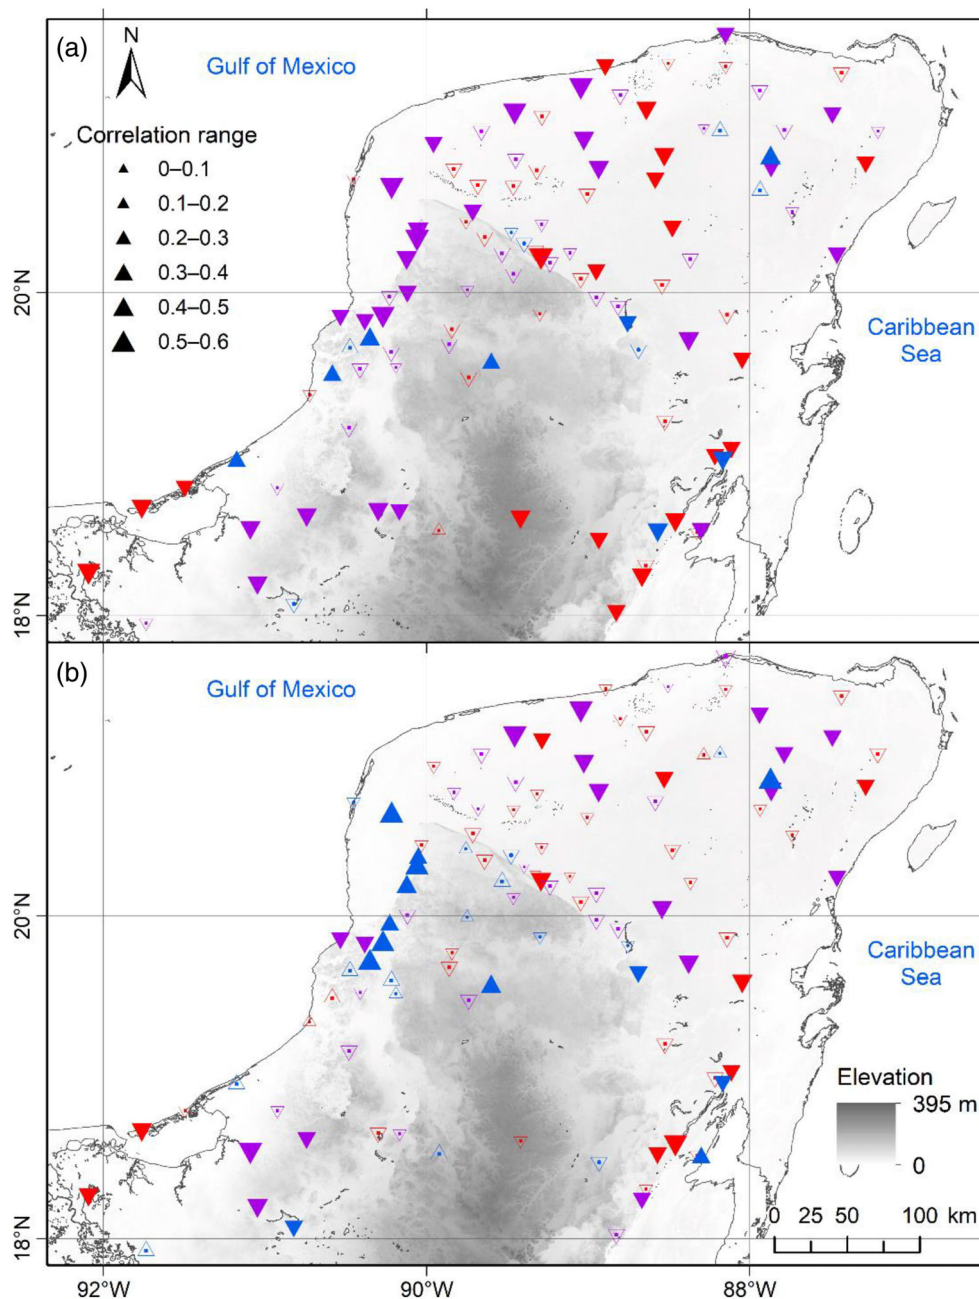 (a)
N
Gulf of Mexico
Correlation range
0–0.1
0.1–0.2
0.2–0.3
0.3–0.4
0.4–0.5
0.5–0.6
20°N
Caribbean
Sea
18°N
(b)
Gulf of Mexico
20°N
Caribbean
Sea
Elevation
395 m
0
0 25 50 100 km
18°N
92°W 90°W 88°W